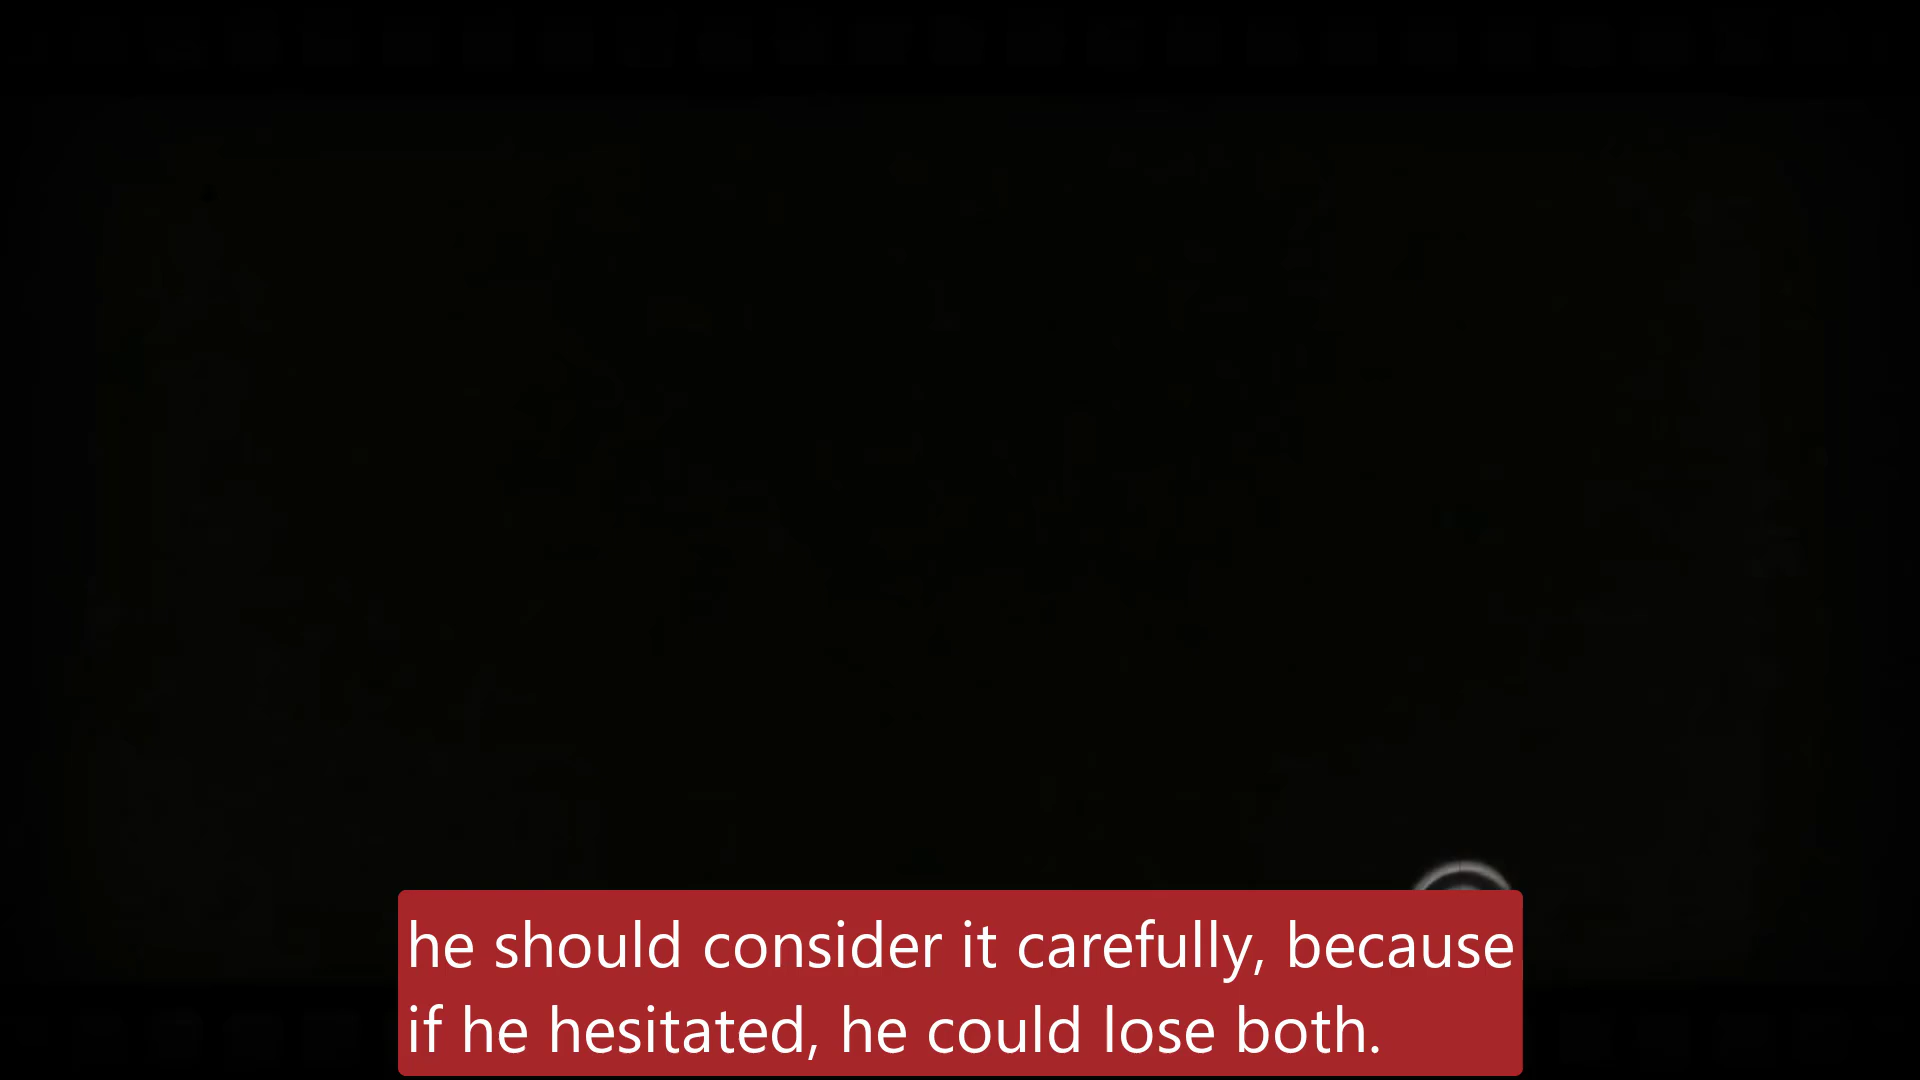 he should consider it carefully, because
if he hesitated, he could lose both.